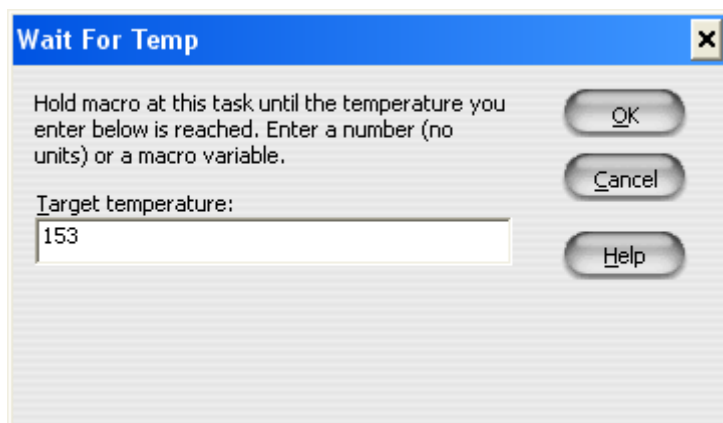 Wait For Temp
Hold macro at this task until the temperature you
enter below is reached. Enter a number (no
units) or a macro variable.
Target temperature:
153
OK
Cancel
Help